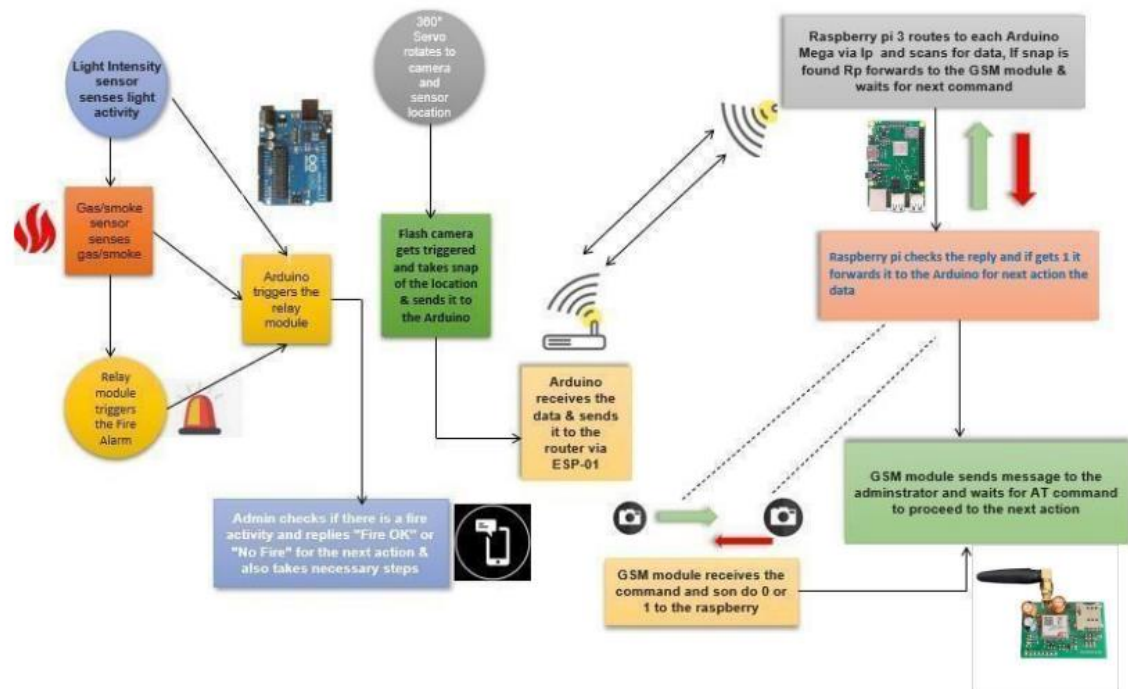 Light Intensity
sensor
senses light
activity
Gas/smoke
sensor
senses
gas/smoke
Relay
module
triggers
the Fire
Alarm
Arduino
triggers the
relay
module
360°
Servo
rotates to
camera
and
sensor
location
Flash camera
gets triggered
and takes snap
of the location
& sends it to
the Arduino
Arduino
receives the
data & sends
it to the
router via
ESP-01
Admin checks if there is a fire
activity and replies "Fire OK" or
"No Fire" for the next action &
also takes necessary steps
Raspberry pi 3 routes to each Arduino
Mega via Ip and scans for data, If snap is
found Rp forwards to the GSM module &
waits for next command
Raspberry pi checks the reply and if gets 1 it
forwards it to the Arduino for next action the
data
GSM module sends message to the
adminstrator and waits for AT command
to proceed to the next action
GSM module receives the
command and son do 0 or
1 to the raspberry